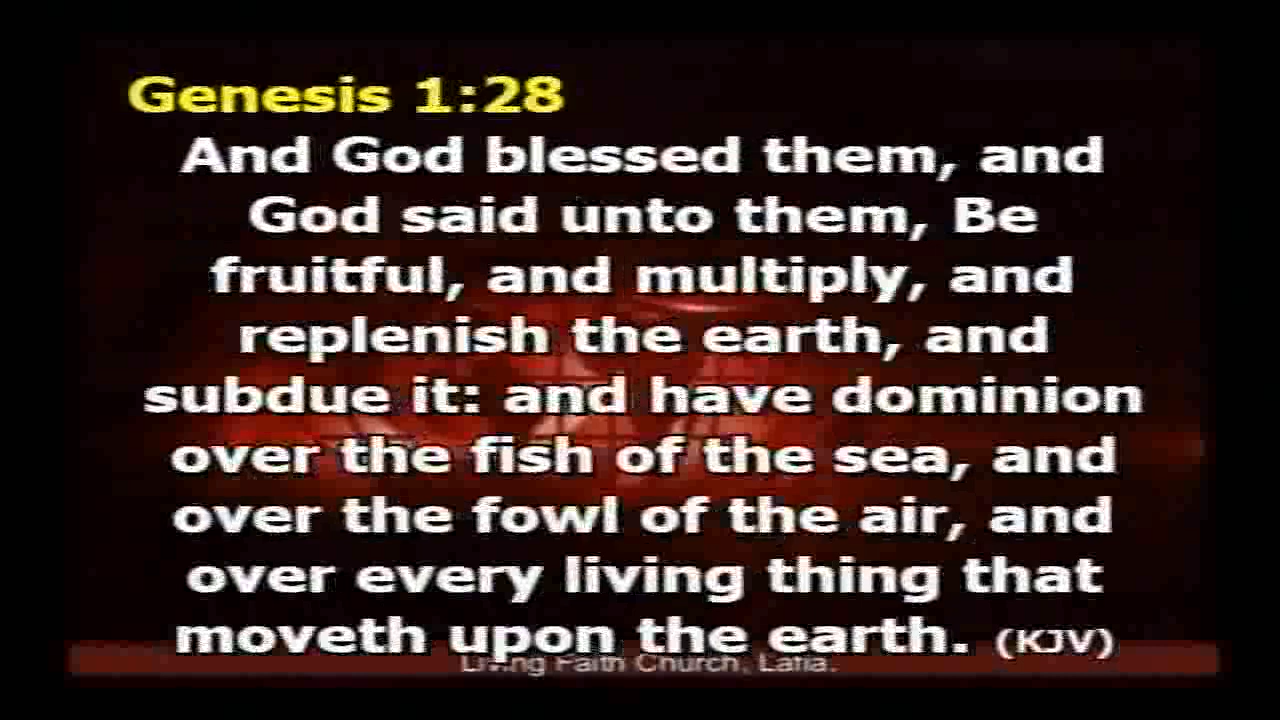 Genesis 1:28
And God blessed them, and
God said unto them, Be
fruitful, and multiply, and
replenish the earth, and
subdue it: and have dominion
over the fish of the sea, and
over the fowl of the air, and
over every living thing that
moveth upon the earth. (KJV)
Living Faith Church, Lafia.